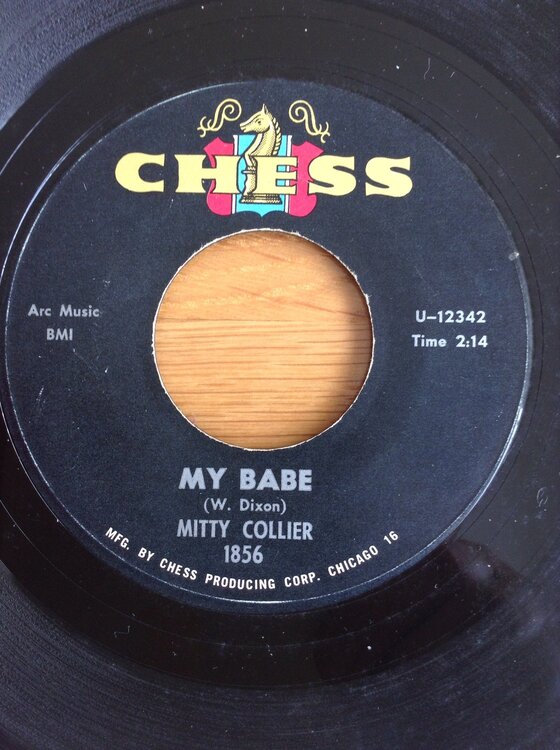 CHESS
Arc Music
BMI
U-12342
Time 2:14
MY BABE
(W. Dixon)
MITTY COLLIER
1856
MFG. BY CHESS PRODUCING CORP. CHICAGO 16